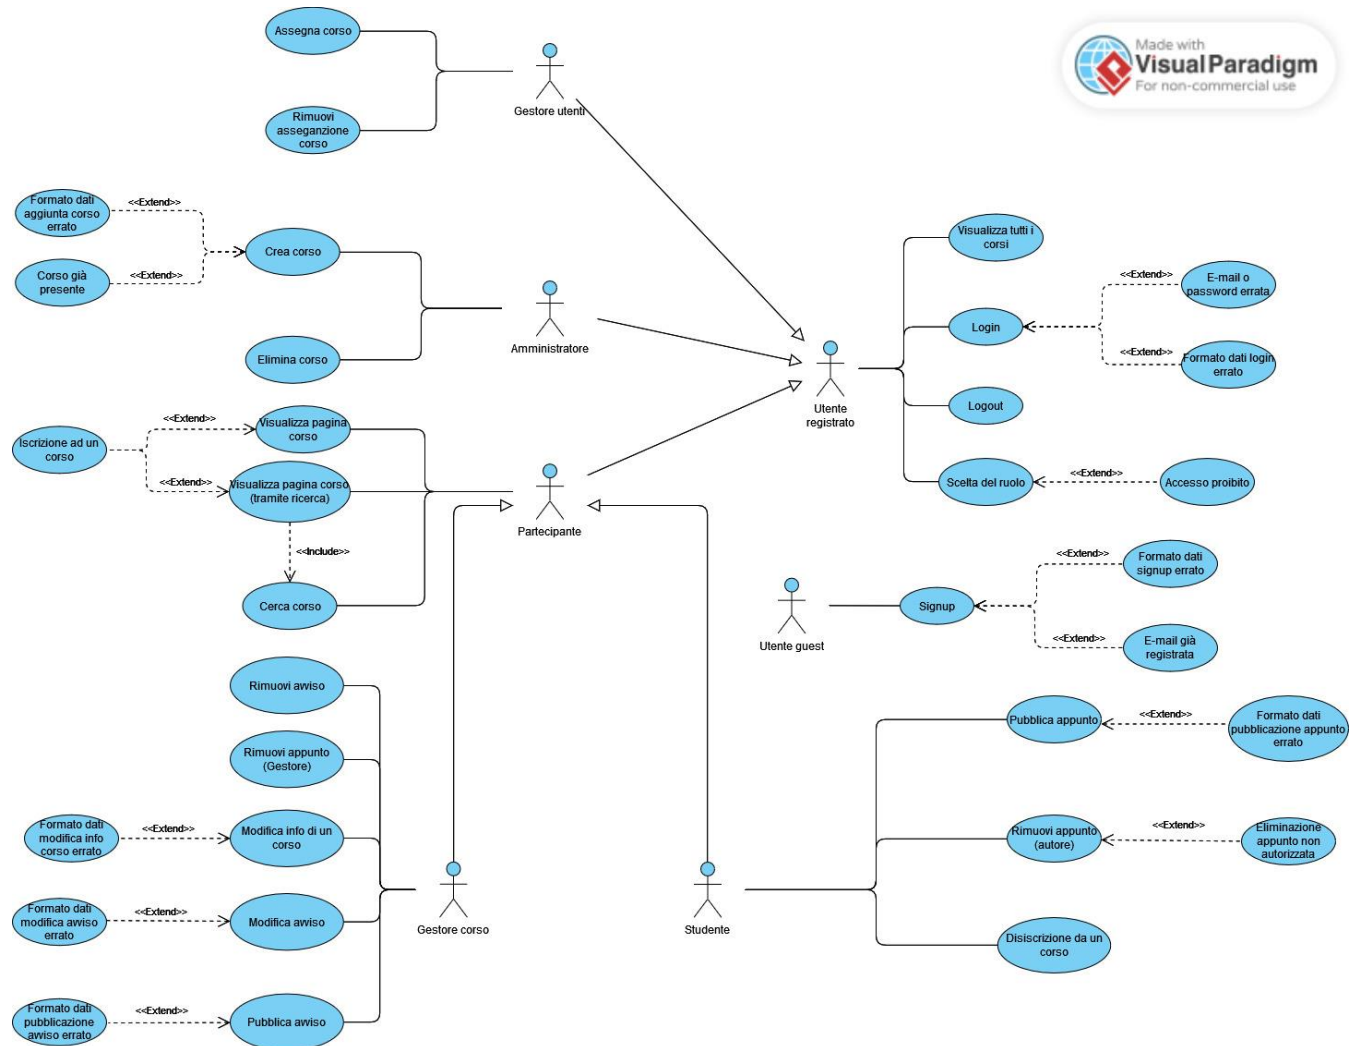 Assegna corso
Gestore utenti
Rimuovi
asseganzione
corso
Made with
Visual Paradigm
For non-commercial use
Formato dati
aggiunta corso
errato
<<Extend>>
Corso già
presente
<<Extend>>
Crea corso
Elimina corso
Amministratore
Visualizza tutti i
corsi
Login
<<Extend>>
E-mail o
password errata
<<Extend>>
Formato dati login
errato
Utente
registrato
Logout
Scelta del ruolo
<<Extend>>
Accesso proibito
Iscrizione ad un
corso
<<Extend>>
Visualizza pagina
corso
<<Extend>>
Visualizza pagina corso
(tramite ricerca)
<<Include>>
Cerca corso
Partecipante
Utente guest
Signup
<<Extend>>
Formato dati
signup errato
<<Extend>>
E-mail già
registrata
Rimuovi avviso
Rimuovi appunto
(Gestore)
Formato dati
modifica info
corso errato
<<Extend>>
Modifica info di un
corso
Formato dati
modifica avviso
errato
<<Extend>>
Modifica avviso
Formato dati
pubblicazione
avviso errato
<<Extend>>
Pubblica avviso
Gestore corso
Studente
Pubblica appunto
<<Extend>>
Formato dati
pubblicazione appunto
errato
Rimuovi appunto
(autore)
<<Extend>>
Eliminazione
appunto non
autorizzata
Disiscrizione da un
corso